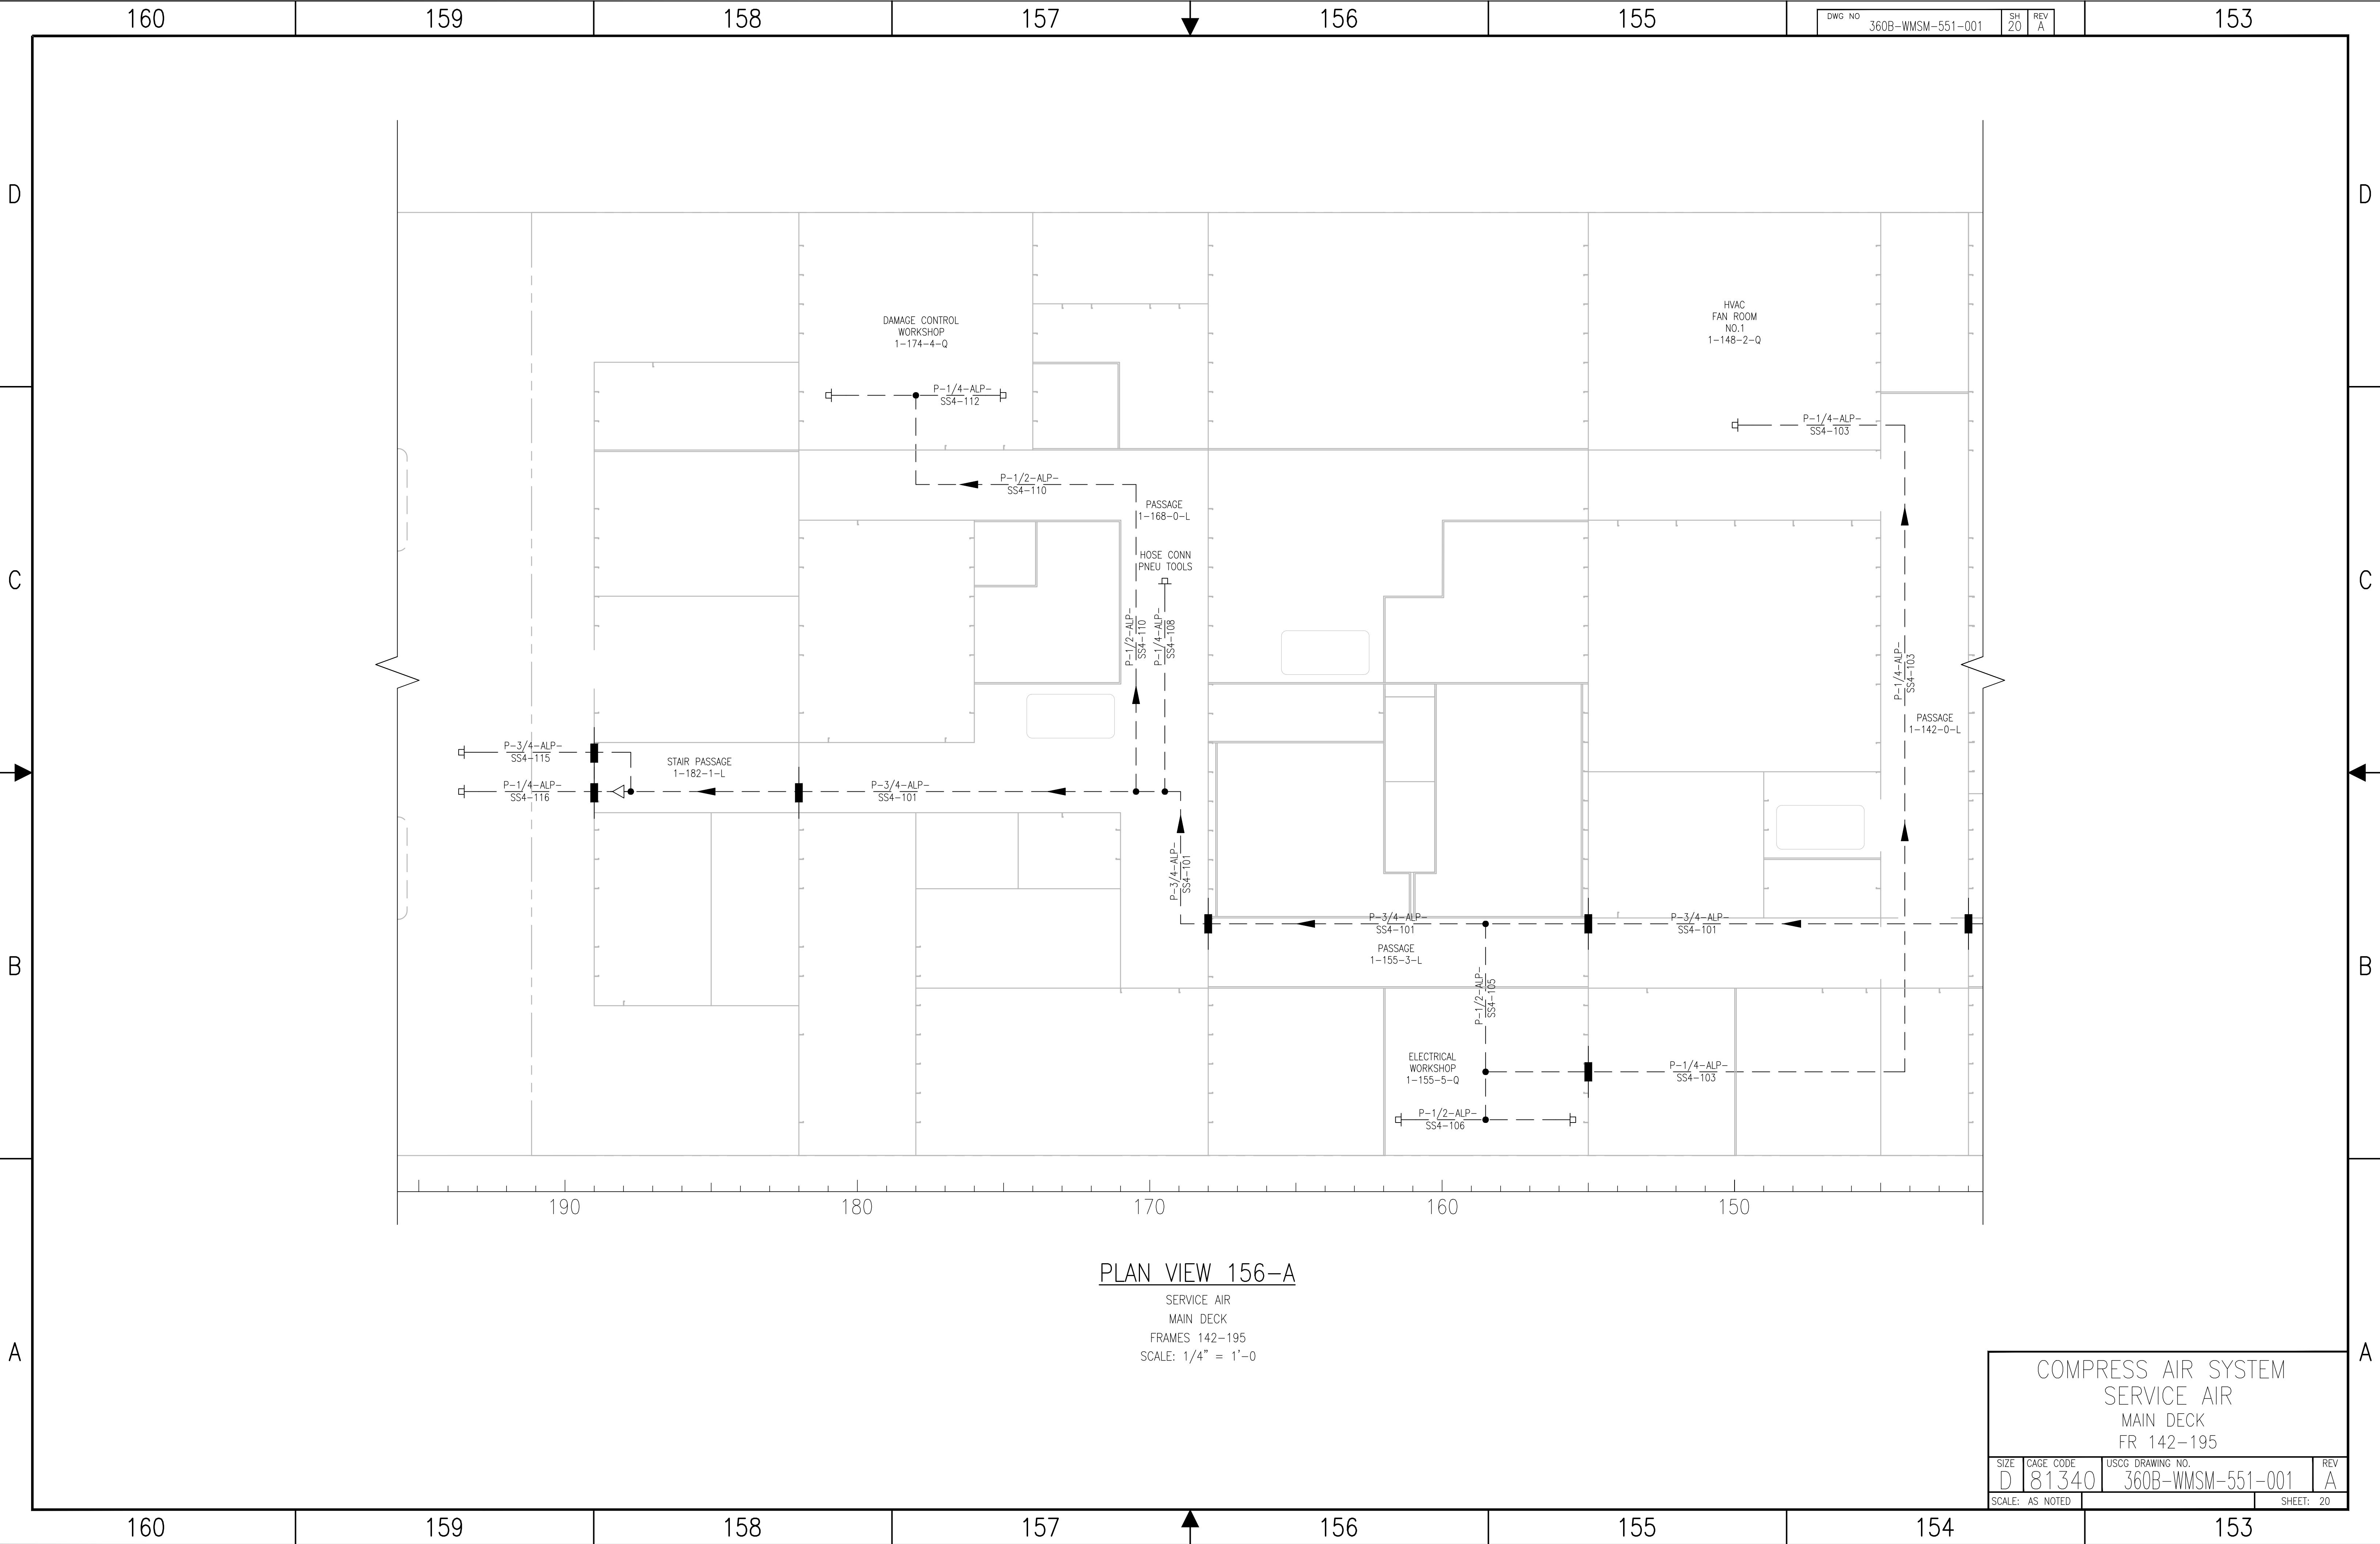 160 159 158 157 156 155 153
DWG NO SH REV
360B-WMSM-551-001 20 A
D D
DAMAGE CONTROL
WORKSHOP
1-174-4-Q
HVAC
FAN ROOM
NO.1
1-148-2-Q
P-1/4-ALP-
SS4-112
P-1/4-ALP-
SS4-103
P-1/2-ALP-
SS4-110
PASSAGE
1-168-0-L
HOSE CONN
PNEU TOOLS
C C
P-1/2-ALP-
SS4-110
P-1/4-ALP-
SS4-108
P-1/4-ALP-
SS4-103
PASSAGE
1-142-0-L
P-3/4-ALP-
SS4-115
STAIR PASSAGE
1-182-1-L
P-1/4-ALP-
SS4-116
P-3/4-ALP-
SS4-101
P-3/4-ALP-
SS4-101
P-3/4-ALP-
SS4-101
P-3/4-ALP-
SS4-101
PASSAGE
1-155-3-L
B B
P-1/2-ALP-
SS4-105
ELECTRICAL
WORKSHOP
1-155-5-Q
P-1/4-ALP-
SS4-103
P-1/2-ALP-
SS4-106
190 180 170 160 150
PLAN VIEW 156-A
SERVICE AIR
MAIN DECK
FRAMES 142-195
SCALE: 1/4" = 1'-0
A A
COMPRESS AIR SYSTEM
SERVICE AIR
MAIN DECK
FR 142-195
SIZE CAGE CODE USCG DRAWING NO. REV
D 81340 360B-WMSM-551-001 A
SCALE: AS NOTED SHEET: 20
160 159 158 157 156 155 154 153